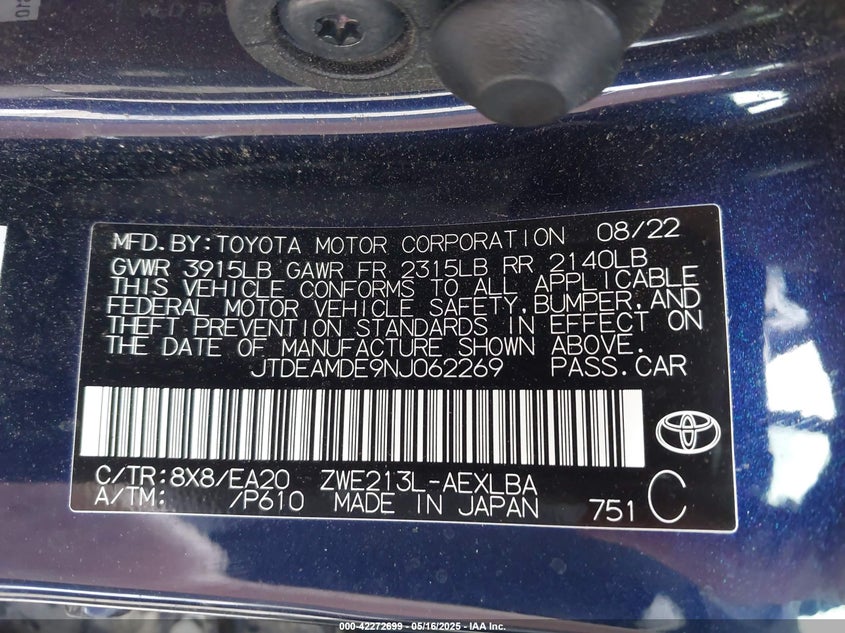 MFD.BY:TOYOTA MOTOR CORPORATION 08/22
GVWR 3915LB GAWR FR 2315LB RR 2140LB
THIS VEHICLE CONFORMS TO ALL APPLICABLE
FEDERAL MOTOR VEHICLE SAFETY,BUMPER,AND
THEFT PREVENTION STANDARDS IN EFFECT ON
THE DATE OF MANUFACTURE SHOWN ABOVE.
JTDEAMDE9NJ062269 PASS.CAR
C/TR:8X8/EA20 ZWE213L-AEXLBA
A/TM: /P610 MADE IN JAPAN 751 C
000-42272699 - 05/16/2025 - IAA Inc.